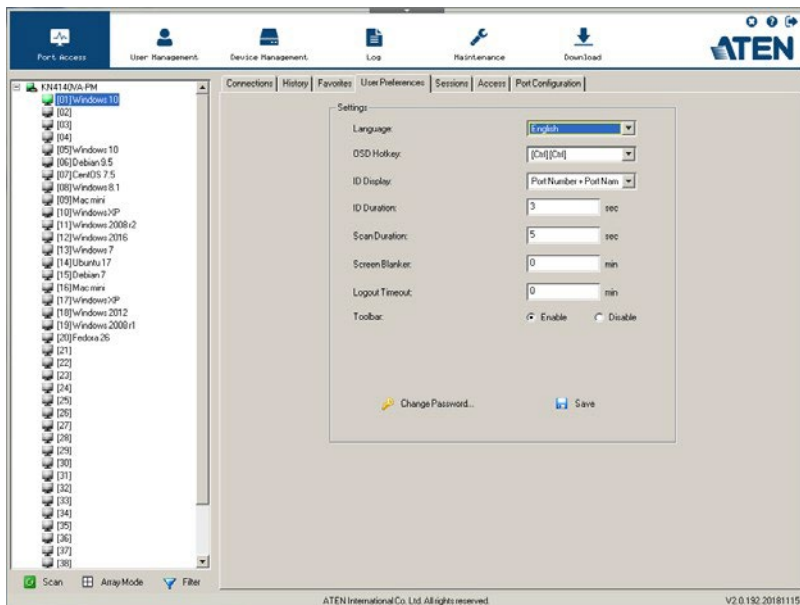 Port Access
User Management
Device Management
Log
Maintenance
Download
ATEN
KN4140VA-PM
[01]Windows 10
[02]
[03]
[04]
[05]Windows 10
[06]Debian 9.5
[07]CentOS 7.5
[08]Windows 8.1
[09]Mac mini
[10]Windows XP
[11]Windows 2008 r2
[12]Windows 2016
[13]Windows 7
[14]Ubuntu 17
[15]Debian 7
[16]Mac mini
[17]Windows XP
[18]Windows 2012
[19]Windows 2008 r1
[20]Fedora 26
[21]
[22]
[23]
[24]
[25]
[26]
[27]
[28]
[29]
[30]
[31]
[32]
[33]
[34]
[35]
[36]
[37]
[38]
Scan
Array Mode
Filter
Connections
History
Favorites
User Preferences
Sessions
Access
Port Configuration
Settings
Language:
English
OSD Hotkey:
[Ctrl][Ctrl]
ID Display:
Port Number + Port Nam
ID Duration:
3
sec
Scan Duration:
5
sec
Screen Blanker:
0
min
Logout Timeout:
0
min
Toolbar:
Enable
Disable
Change Password...
Save
ATEN International Co. Ltd. All rights reserved.
V2.0.192.20181115